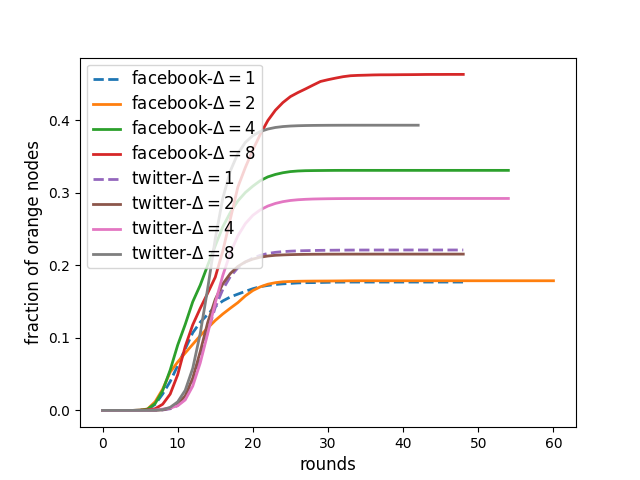 facebook-Δ = 1
facebook-Δ = 2
facebook-Δ = 4
facebook-Δ = 8
twitter-Δ = 1
twitter-Δ = 2
twitter-Δ = 4
twitter-Δ = 8
fraction of orange nodes
0.4
0.3
0.2
0.1
0.0
0 10 20 30 40 50 60
rounds